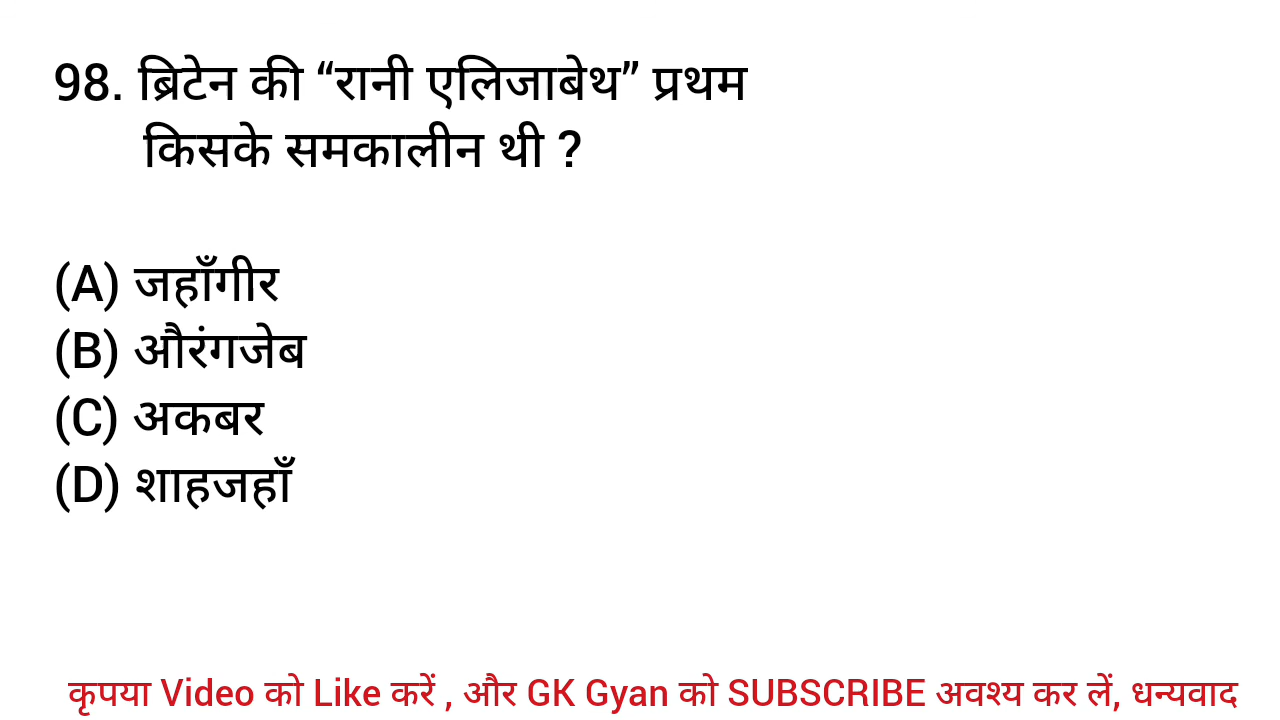 98. ब्रिटेन की “रानी एलिजाबेथ” प्रथम
किसके समकालीन थी ?
(A) जहाँगीर
(B) औरंगजेब
(C) अकबर
(D) शाहजहाँ
कृपया Video को Like करें , और GK Gyan को SUBSCRIBE अवश्य कर लें, धन्यवाद